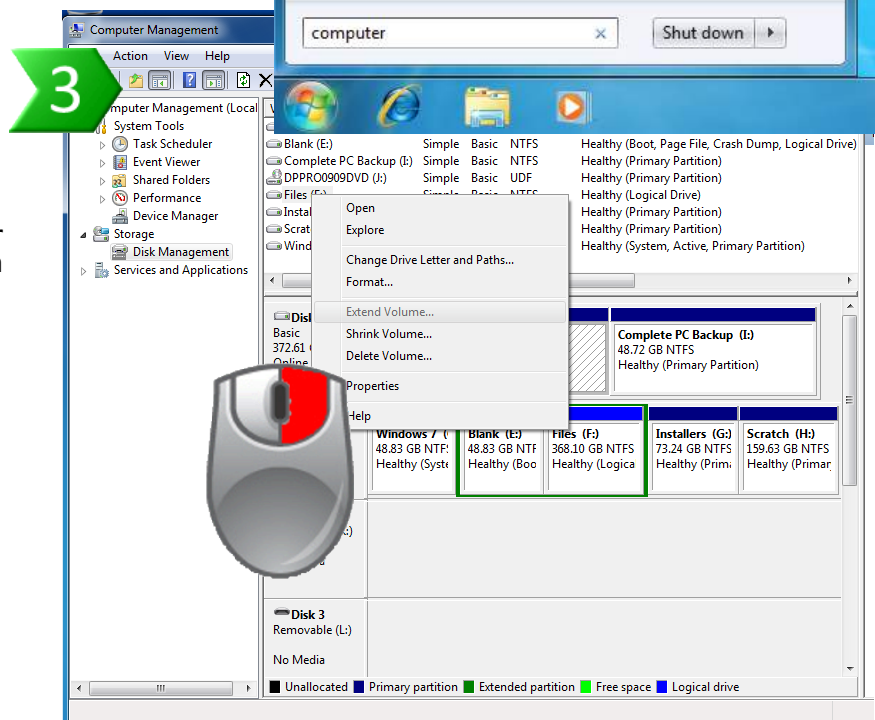 Computer Management
computer
Shut down
3
Action View Help
mputer Management (Local
System Tools
Task Scheduler
Event Viewer
Shared Folders
Performance
Device Manager
Storage
Disk Management
Services and Applications
Blank (E:) Simple Basic NTFS Healthy (Boot, Page File, Crash Dump, Logical Drive)
Complete PC Backup (I:) Simple Basic NTFS Healthy (Primary Partition)
DPPRO0909DVD (J:) Simple Basic UDF Healthy (Primary Partition)
Files (F:) Simple Basic NTFS Healthy (Logical Drive)
Instal Healthy (Primary Partition)
Scrat Healthy (Primary Partition)
Wind Healthy (System, Active, Primary Partition)
Open
Explore
Change Drive Letter and Paths...
Format...
Extend Volume...
Shrink Volume...
Delete Volume...
Properties
Help
Disk
Basic
372.61
Online
Complete PC Backup (I:)
48.72 GB NTFS
Healthy (Primary Partition)
Windows 7 (
48.83 GB NTFS
Healthy (Syste
Blank (E:)
48.83 GB NTF
Healthy (Boo
Files (F:)
368.10 GB NTFS
Healthy (Logica
Installers (G:)
73.24 GB NTFS
Healthy (Prima
Scratch (H:)
159.63 GB NTFS
Healthy (Primar
:)
Disk 3
Removable (L:)
No Media
Unallocated Primary partition Extended partition Free space Logical drive